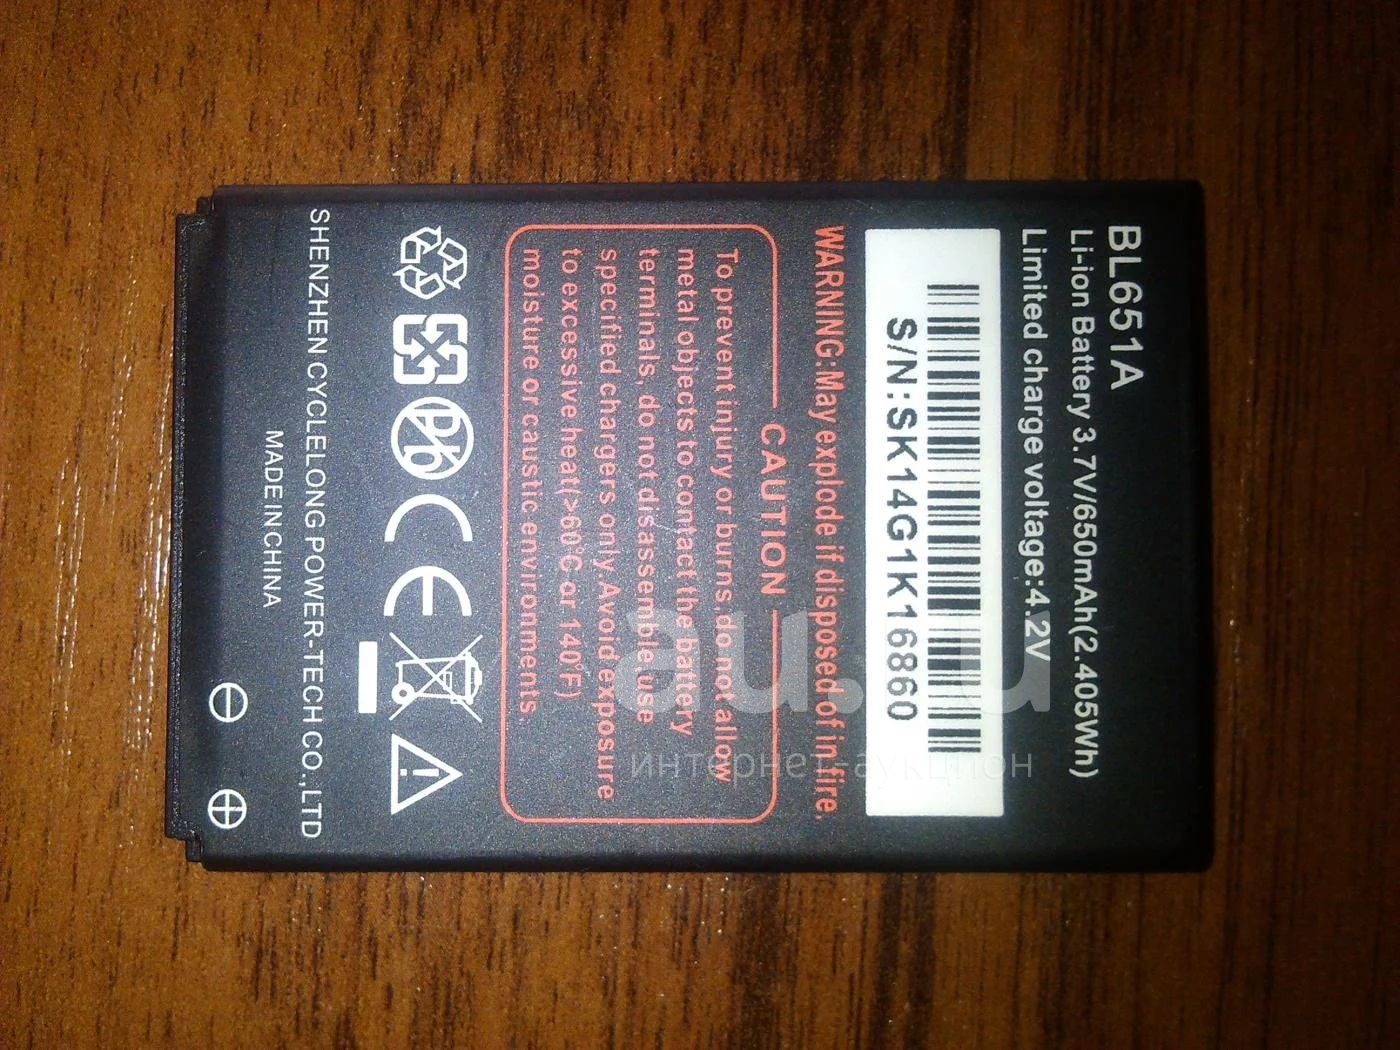 BL651A
Li-ion Battery 3.7V/650mAh(2.405Wh)
Limited charge voltage:4.2V
S/N:SK14G1K16860
WARNING:May explode if disposed of in fire.
CAUTION
To prevent injury or burns,do not allow
metal objects to contact the battery
terminals, do not disassemble.use
specified chargers only.Avoid exposure
to excessive heat(>60°C or 140°F)
molsture or caustic environments.
Pb
CE
SHENZHEN CYCLELONG POWER-TECH CO.,LTD
MADE IN CHINA
au.ru
интернет-аукцион